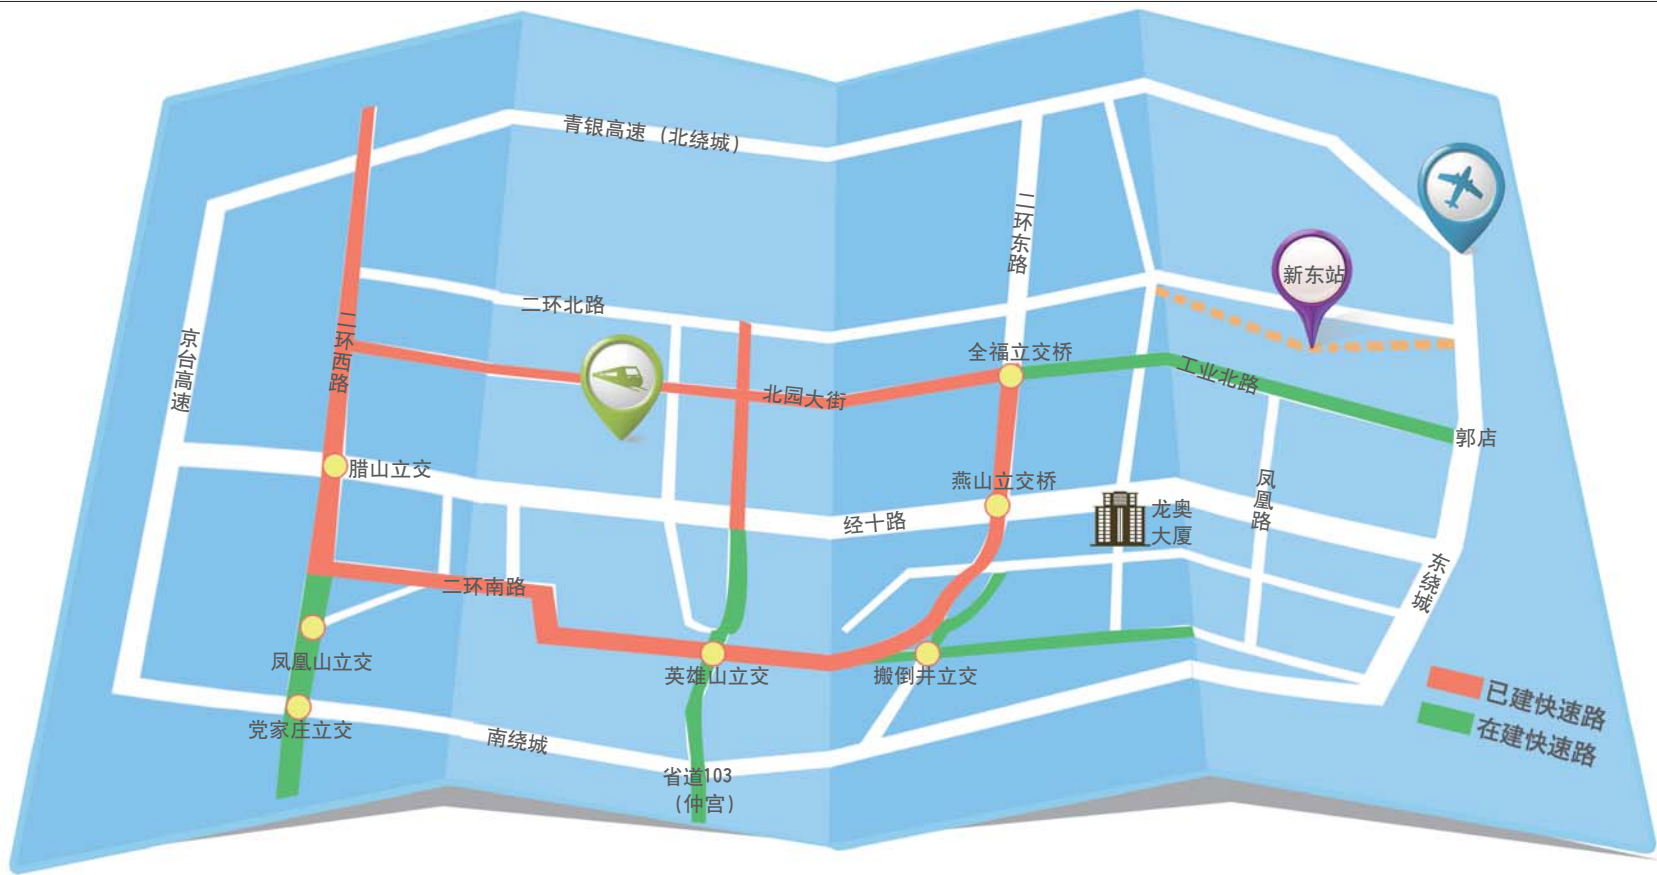 青银高速（北绕城）
二环东路
新东站
二环北路
京台高速
二环西路
全福立交桥
工业北路
北园大街
郭店
腊山立交
燕山立交桥
凤凰路
经十路
龙奥
大厦
东绕城
二环南路
凤凰山立交
英雄山立交
搬倒井立交
党家庄立交
南绕城
省道103
（仲宫）
已建快速路
在建快速路